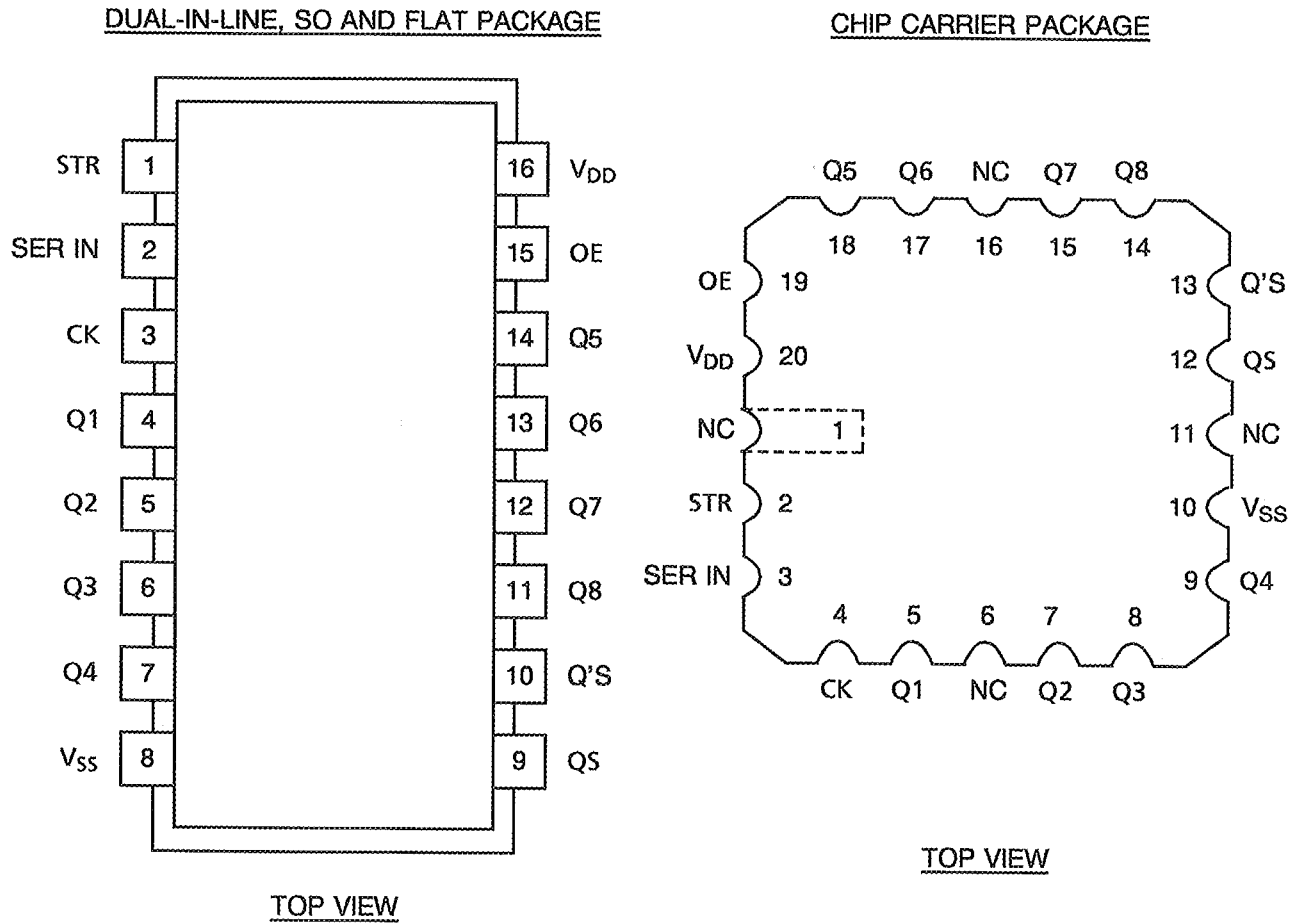 DUAL-IN-LINE, SO AND FLAT PACKAGE
STR 1 16 VDD
SER IN 2 15 OE
CK 3 14 Q5
Q1 4 13 Q6
Q2 5 12 Q7
Q3 6 11 Q8
Q4 7 10 Q'S
VSS 8 9 QS
TOP VIEW
CHIP CARRIER PACKAGE
Q5 Q6 NC Q7 Q8
18 17 16 15 14
OE 19 13 Q'S
VDD 20 12 QS
NC 1 11 NC
STR 2 10 VSS
SER IN 3 9 Q4
4 5 6 7 8
CK Q1 NC Q2 Q3
TOP VIEW